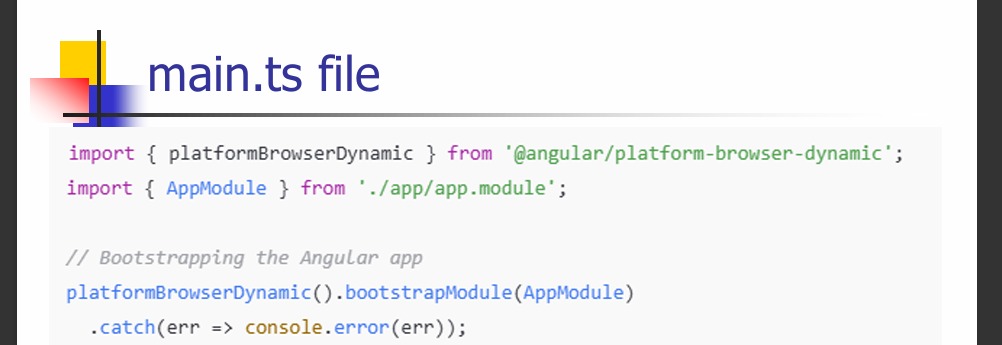 main.ts file
import { platformBrowserDynamic } from '@angular/platform-browser-dynamic';
import { AppModule } from './app/app.module';
// Bootstrapping the Angular app
platformBrowserDynamic().bootstrapModule(AppModule)
.catch(err => console.error(err));